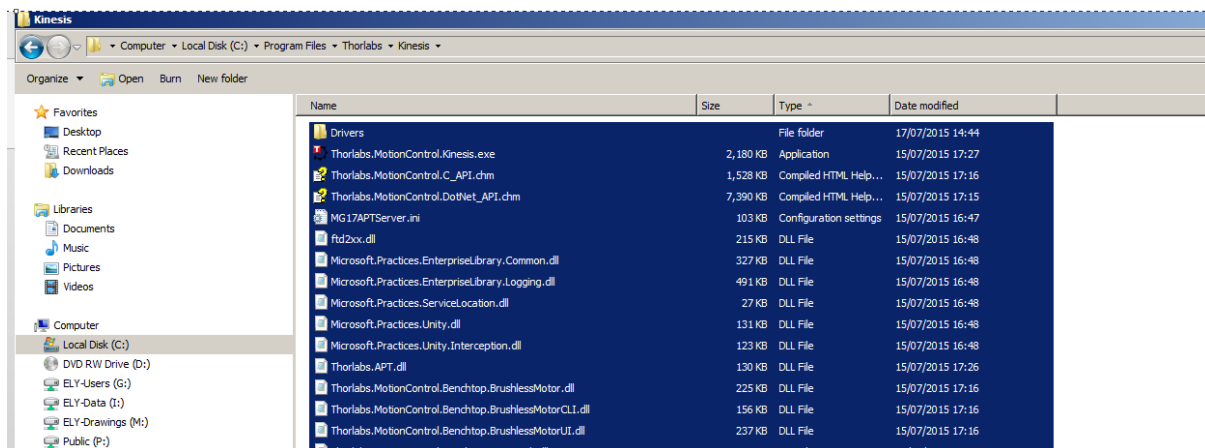 Kinesis
Computer Local Disk (C:) Program Files Thorlabs Kinesis
Organize Open Burn New folder
Favorites
Desktop
Recent Places
Downloads
Libraries
Documents
Music
Pictures
Videos
Computer
Local Disk (C:)
DVD RW Drive (D:)
ELY-Users (G:)
ELY-Data (I:)
ELY-Drawings (M:)
Public (P:)
Name Size Type Date modified
Drivers File folder 17/07/2015 14:44
Thorlabs.MotionControl.Kinesis.exe 2,180 KB Application 15/07/2015 17:27
Thorlabs.MotionControl.C_API.chm 1,528 KB Compiled HTML Help... 15/07/2015 17:16
Thorlabs.MotionControl.DotNet_API.chm 7,390 KB Compiled HTML Help... 15/07/2015 17:15
MG17APTServer.ini 103 KB Configuration settings 15/07/2015 16:47
ftd2xx.dll 215 KB DLL File 15/07/2015 16:48
Microsoft.Practices.EnterpriseLibrary.Common.dll 327 KB DLL File 15/07/2015 16:48
Microsoft.Practices.EnterpriseLibrary.Logging.dll 491 KB DLL File 15/07/2015 16:48
Microsoft.Practices.ServiceLocation.dll 27 KB DLL File 15/07/2015 16:48
Microsoft.Practices.Unity.dll 131 KB DLL File 15/07/2015 16:48
Microsoft.Practices.Unity.Interception.dll 123 KB DLL File 15/07/2015 16:48
Thorlabs.APT.dll 130 KB DLL File 15/07/2015 17:26
Thorlabs.MotionControl.Benchtop.BrushlessMotor.dll 225 KB DLL File 15/07/2015 17:16
Thorlabs.MotionControl.Benchtop.BrushlessMotorCLI.dll 156 KB DLL File 15/07/2015 17:16
Thorlabs.MotionControl.Benchtop.BrushlessMotorUI.dll 237 KB DLL File 15/07/2015 17:16